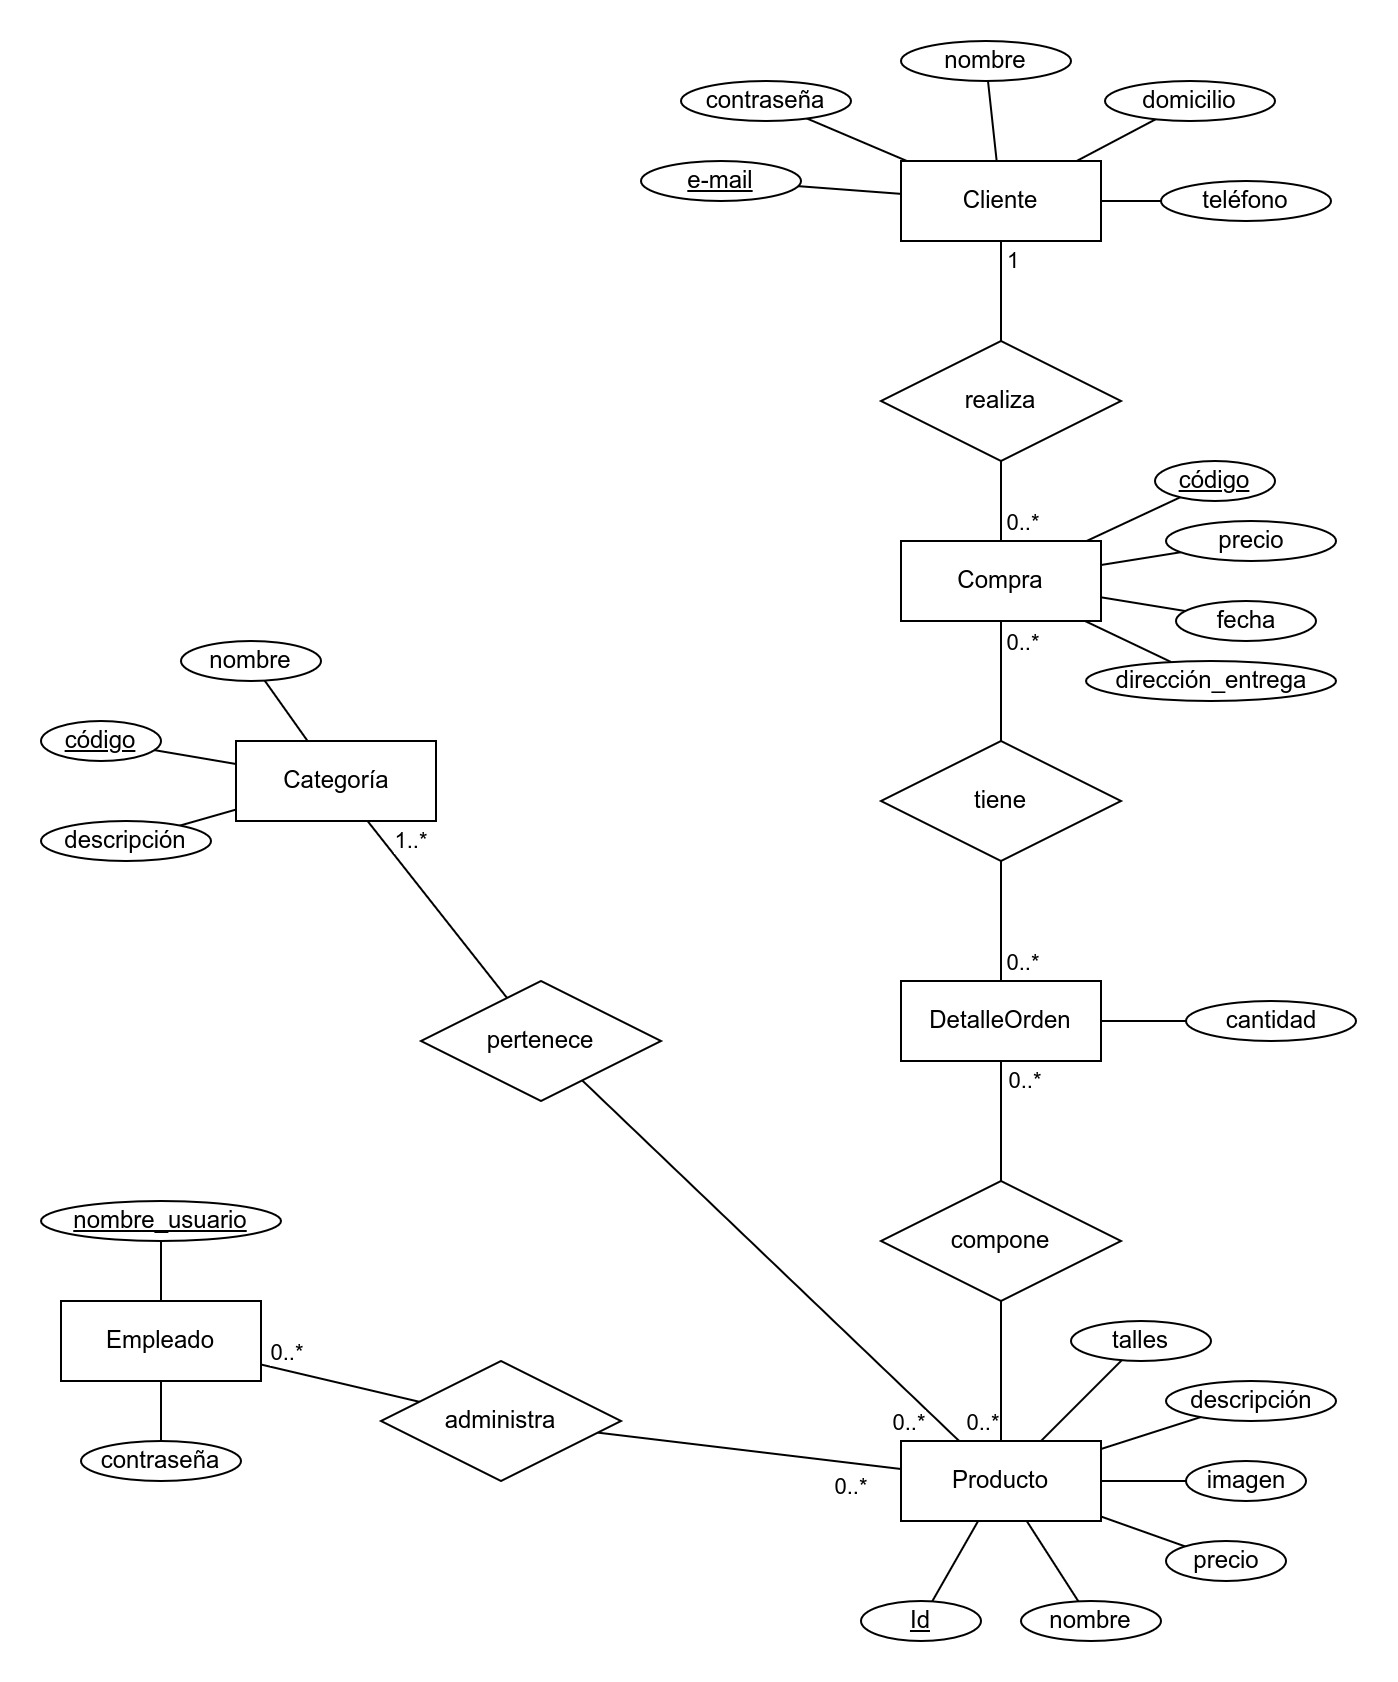 nombre
contraseña
domicilio
e-mail
Cliente
teléfono
1
realiza
código
0..*
precio
Compra
fecha
0..*
dirección_entrega
nombre
código
Categoría
descripción
1..*
tiene
0..*
DetalleOrden
cantidad
pertenece
0..*
nombre_usuario
compone
Empleado
0..*
talles
administra
descripción
0..*
0..*
contraseña
0..*
Producto
imagen
precio
Id
nombre